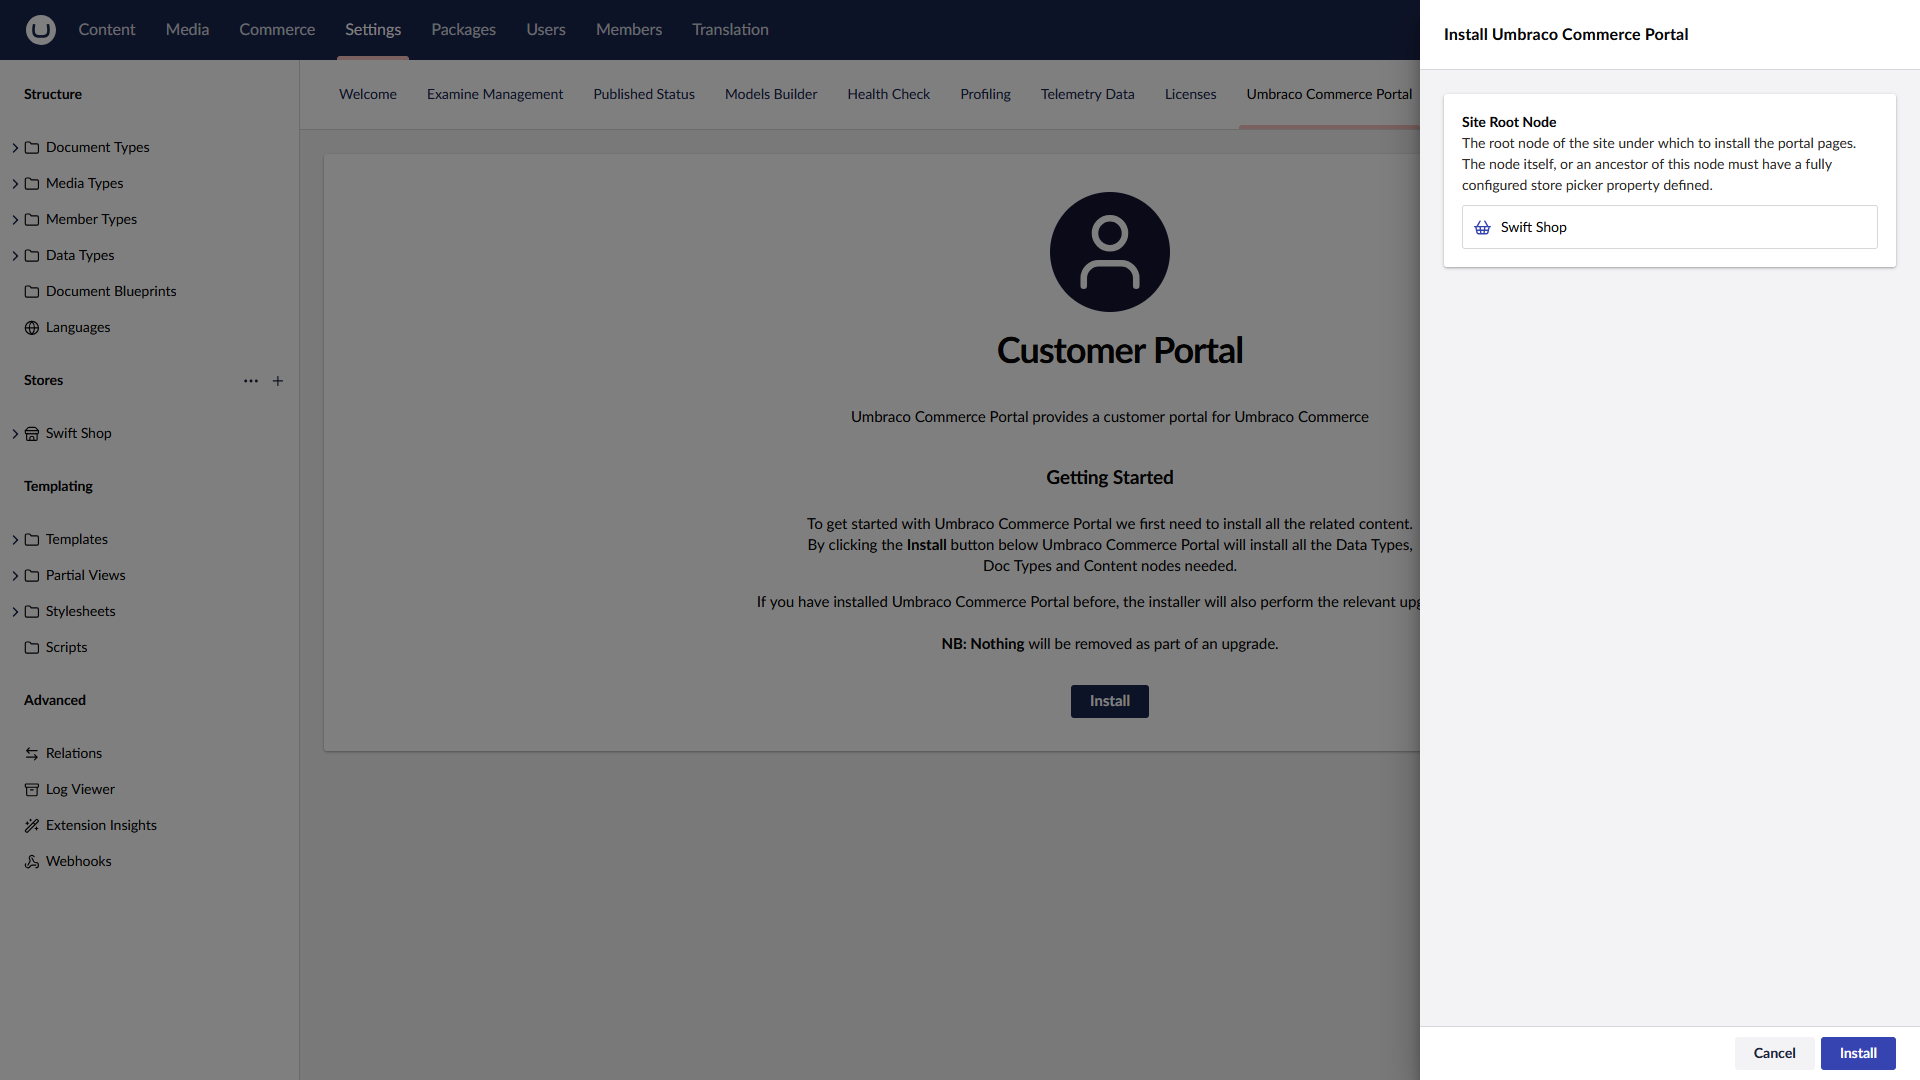 Content Media Commerce Settings Packages Users Members Translation
Structure
Document Types
Media Types
Member Types
Data Types
Document Blueprints
Languages
Stores
Swift Shop
Templating
Templates
Partial Views
Stylesheets
Scripts
Advanced
Relations
Log Viewer
Extension Insights
Webhooks
Welcome Examine Management Published Status Models Builder Health Check Profiling Telemetry Data Licenses Umbraco Commerce Portal
Customer Portal
Umbraco Commerce Portal provides a customer portal for Umbraco Commerce
Getting Started
To get started with Umbraco Commerce Portal we first need to install all the related content.
By clicking the Install button below Umbraco Commerce Portal will install all the Data Types,
Doc Types and Content nodes needed.
If you have installed Umbraco Commerce Portal before, the installer will also perform the relevant
NB: Nothing will be removed as part of an upgrade.
Install
Install Umbraco Commerce Portal
Site Root Node
The root node of the site under which to install the portal pages.
The node itself, or an ancestor of this node must have a fully
configured store picker property defined.
Swift Shop
Cancel Install